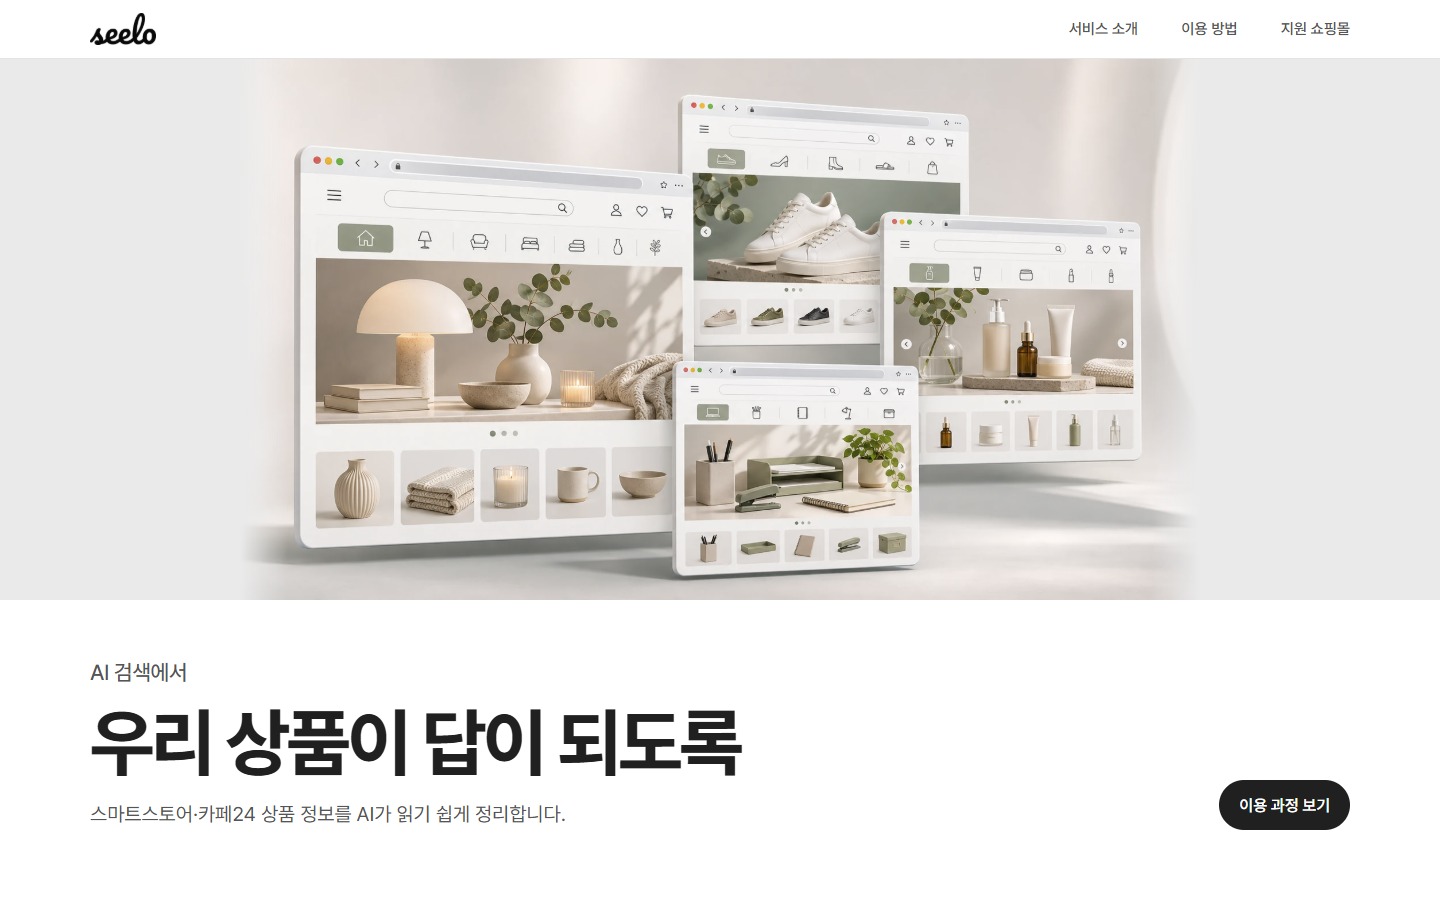 seelo
서비스 소개
이용 방법
지원 쇼핑몰
AI 검색에서
우리 상품이 답이 되도록
스마트스토어·카페24 상품 정보를 AI가 읽기 쉽게 정리합니다.
이용 과정 보기